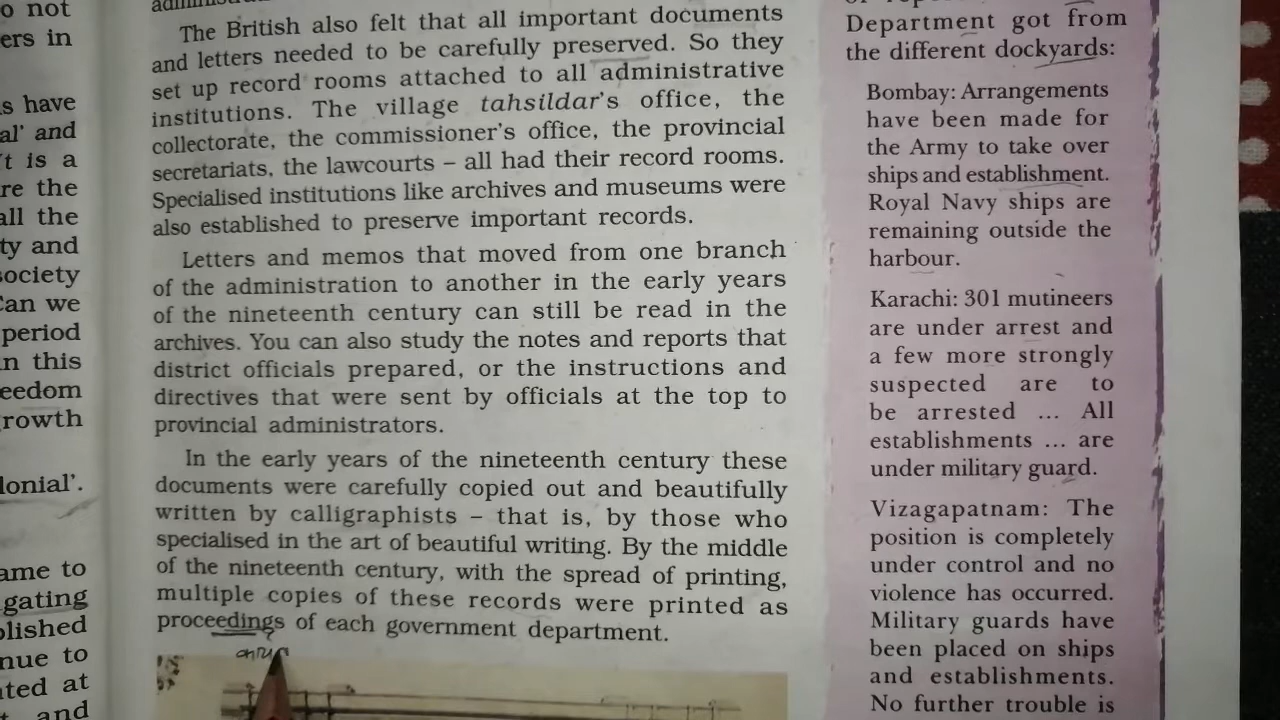 o not
ers in
s have
al' and
't is a
re the
all the
ty and
society
Can we
period
n this
eedom
rowth
lonial'.
ame to
gating
blished
nue to
ated at
and
The British also felt that all important documents
and letters needed to be carefully preserved. So they
set up record rooms attached to all administrative
institutions. The village tahsildar's office, the
collectorate, the commissioner's office, the provincial
secretariats, the lawcourts – all had their record rooms.
Specialised institutions like archives and museums were
also established to preserve important records.
Letters and memos that moved from one branch
of the administration to another in the early years
of the nineteenth century can still be read in the
archives. You can also study the notes and reports that
district officials prepared, or the instructions and
directives that were sent by officials at the top to
provincial administrators.
In the early years of the nineteenth century these
documents were carefully copied out and beautifully
written by calligraphists – that is, by those who
specialised in the art of beautiful writing. By the middle
of the nineteenth century, with the spread of printing,
multiple copies of these records were printed as
proceedings of each government department.
Department got from
the different dockyards:
Bombay: Arrangements
have been made for
the Army to take over
ships and establishment.
Royal Navy ships are
remaining outside the
harbour.
Karachi: 301 mutineers
are under arrest and
a few more strongly
suspected are to
be arrested ... All
establishments ... are
under military guard.
Vizagapatnam: The
position is completely
under control and no
violence has occurred.
Military guards have
been placed on ships
and establishments.
No further trouble is